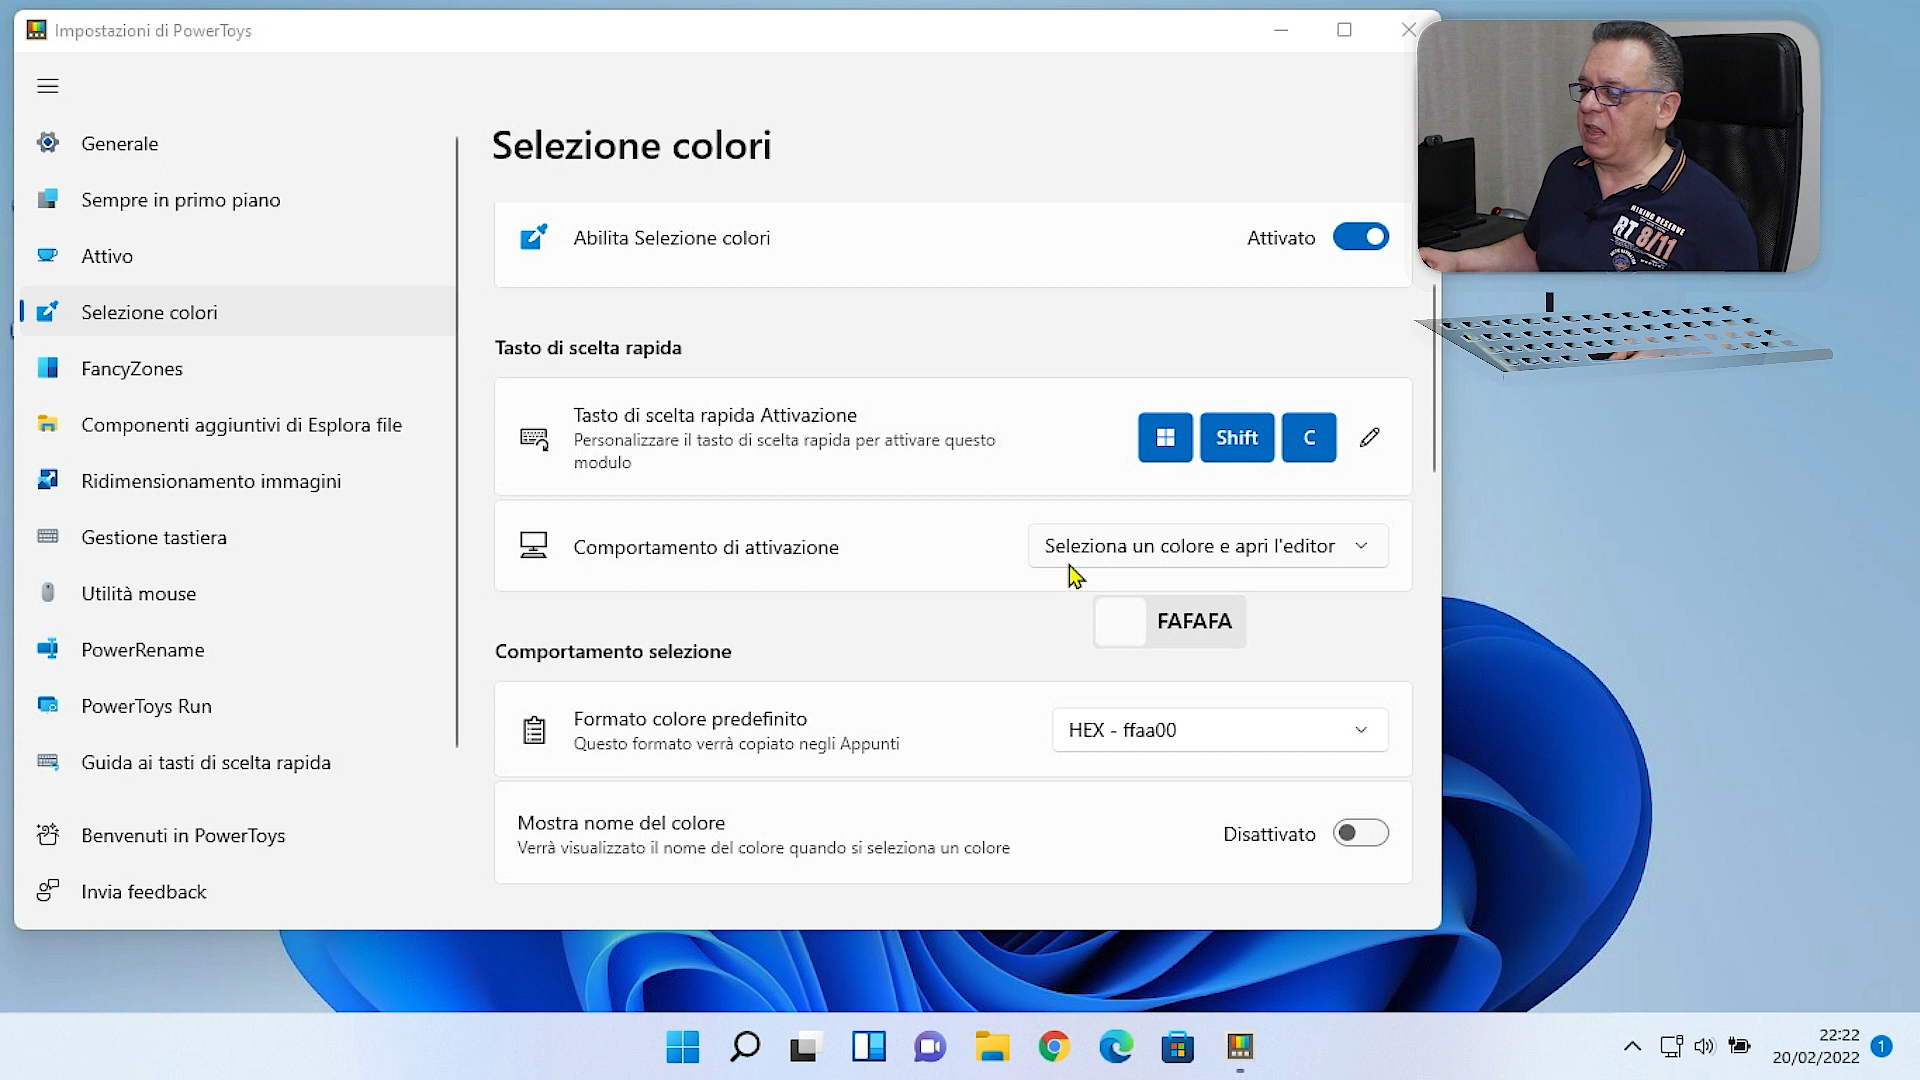 Impostazioni di PowerToys
Generale
Sempre in primo piano
Attivo
Selezione colori
FancyZones
Componenti aggiuntivi di Esplora file
Ridimensionamento immagini
Gestione tastiera
Utilità mouse
PowerRename
PowerToys Run
Guida ai tasti di scelta rapida
Benvenuti in PowerToys
Invia feedback
Selezione colori
Abilita Selezione colori
Attivato
Tasto di scelta rapida
Tasto di scelta rapida Attivazione
Personalizzare il tasto di scelta rapida per attivare questo
modulo
Shift
C
Comportamento di attivazione
Seleziona un colore e apri l'editor
FAFAFA
Comportamento selezione
Formato colore predefinito
Questo formato verrà copiato negli Appunti
HEX - ffaa00
Mostra nome del colore
Verrà visualizzato il nome del colore quando si seleziona un colore
Disattivato
HIKING RESERVE
RT 8/11
22:22
20/02/2022
1